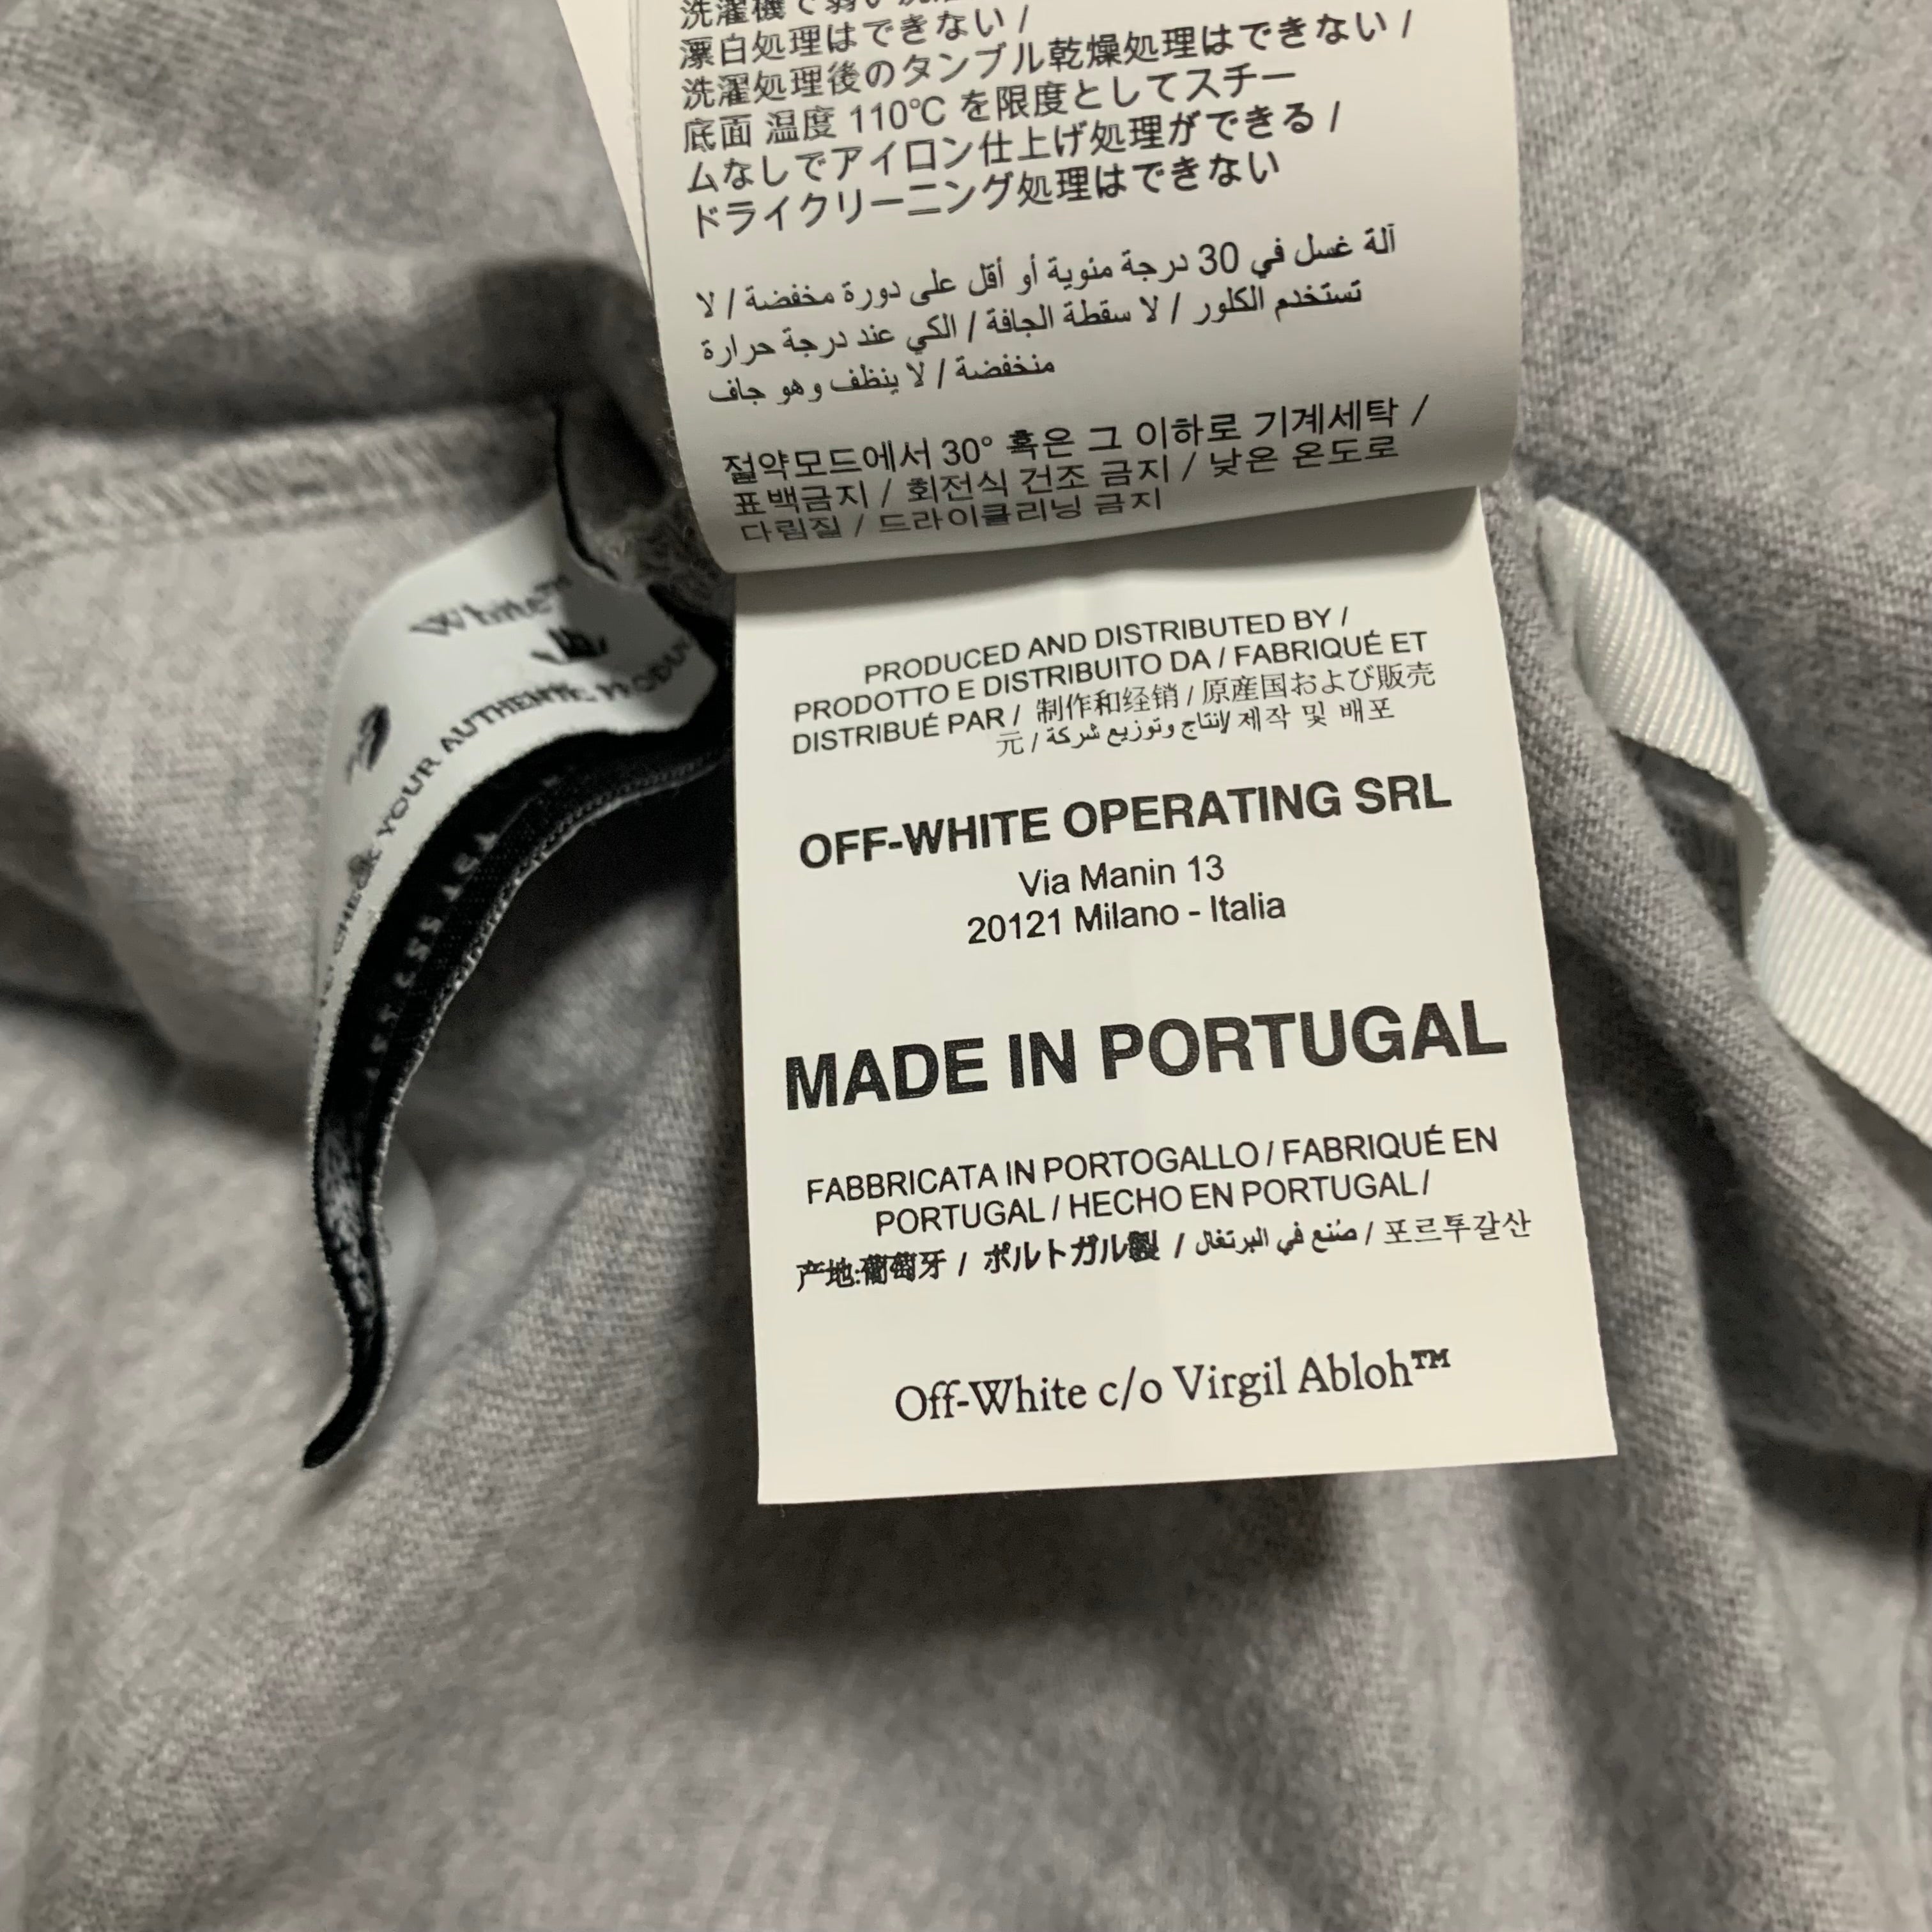 漂白処理はできない /
洗濯処理後のタンブル乾燥処理はできない /
底面 温度 110℃ を限度としてスチー
ムなしでアイロン仕上げ処理ができる /
ドライクリーニング処理はできない
آلة غسل في 30 درجة مئوية أو أقل على دورة مخفضة / لا
تستخدم الكلور / لا سقطة الجافة / الكي عند درجة حرارة
منخفضة / لا ينظف وهو جاف
절약모드에서 30° 혹은 그 이하로 기계세탁 /
표백금지 / 회전식 건조 금지 / 낮은 온도로
다림질 / 드라이클리닝 금지
PRODUCED AND DISTRIBUTED BY /
PRODOTTO E DISTRIBUITO DA / FABRIQUÉ ET
DISTRIBUÉ PAR / 制作和经销 / 原産国および販売
元 / إنتاج وتوزيع شركة/ 제작 및 배포
OFF-WHITE OPERATING SRL
Via Manin 13
20121 Milano - Italia
MADE IN PORTUGAL
FABBRICATA IN PORTOGALLO / FABRIQUÉ EN
PORTUGAL / HECHO EN PORTUGAL/
产地:葡萄牙 / ポルトガル製 / صُنع في البرتغال / 포르투갈산
Off-White c/o Virgil Abloh™
White™
YOUR AUTHENTIC